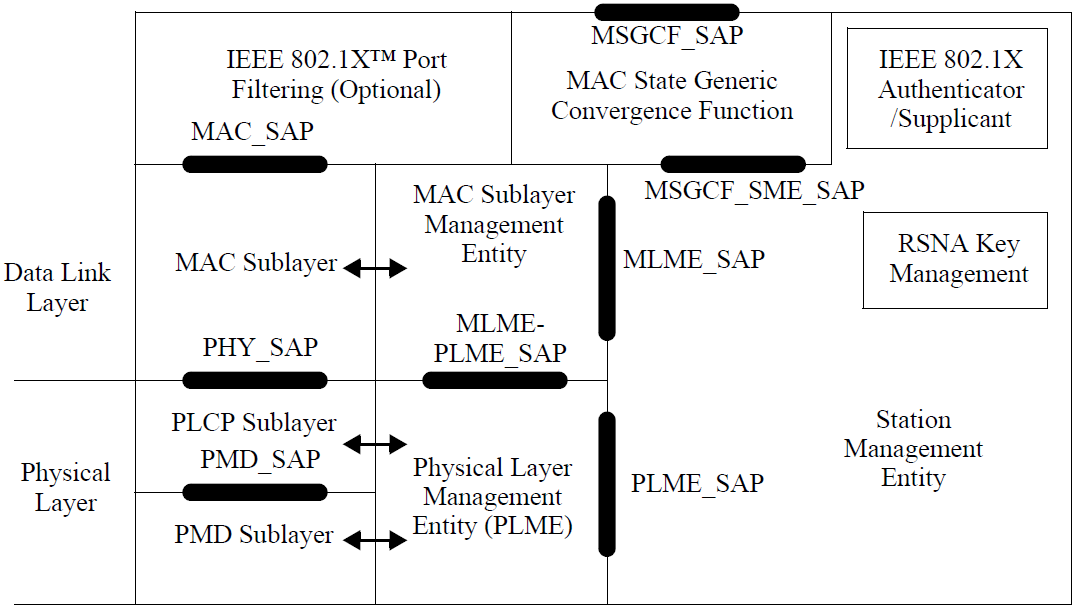 MSGCF_SAP
IEEE 802.1X™ Port
Filtering (Optional)
MAC State Generic
Convergence Function
IEEE 802.1X
Authenticator
/Supplicant
MAC_SAP
MSGCF_SME_SAP
MAC Sublayer
Management
Entity
MAC Sublayer
MLME_SAP
RSNA Key
Management
Data Link
Layer
PHY_SAP
MLME-
PLME_SAP
PLCP Sublayer
PMD_SAP
Physical Layer
Management
Entity (PLME)
PLME_SAP
Station
Management
Entity
Physical
Layer
PMD Sublayer